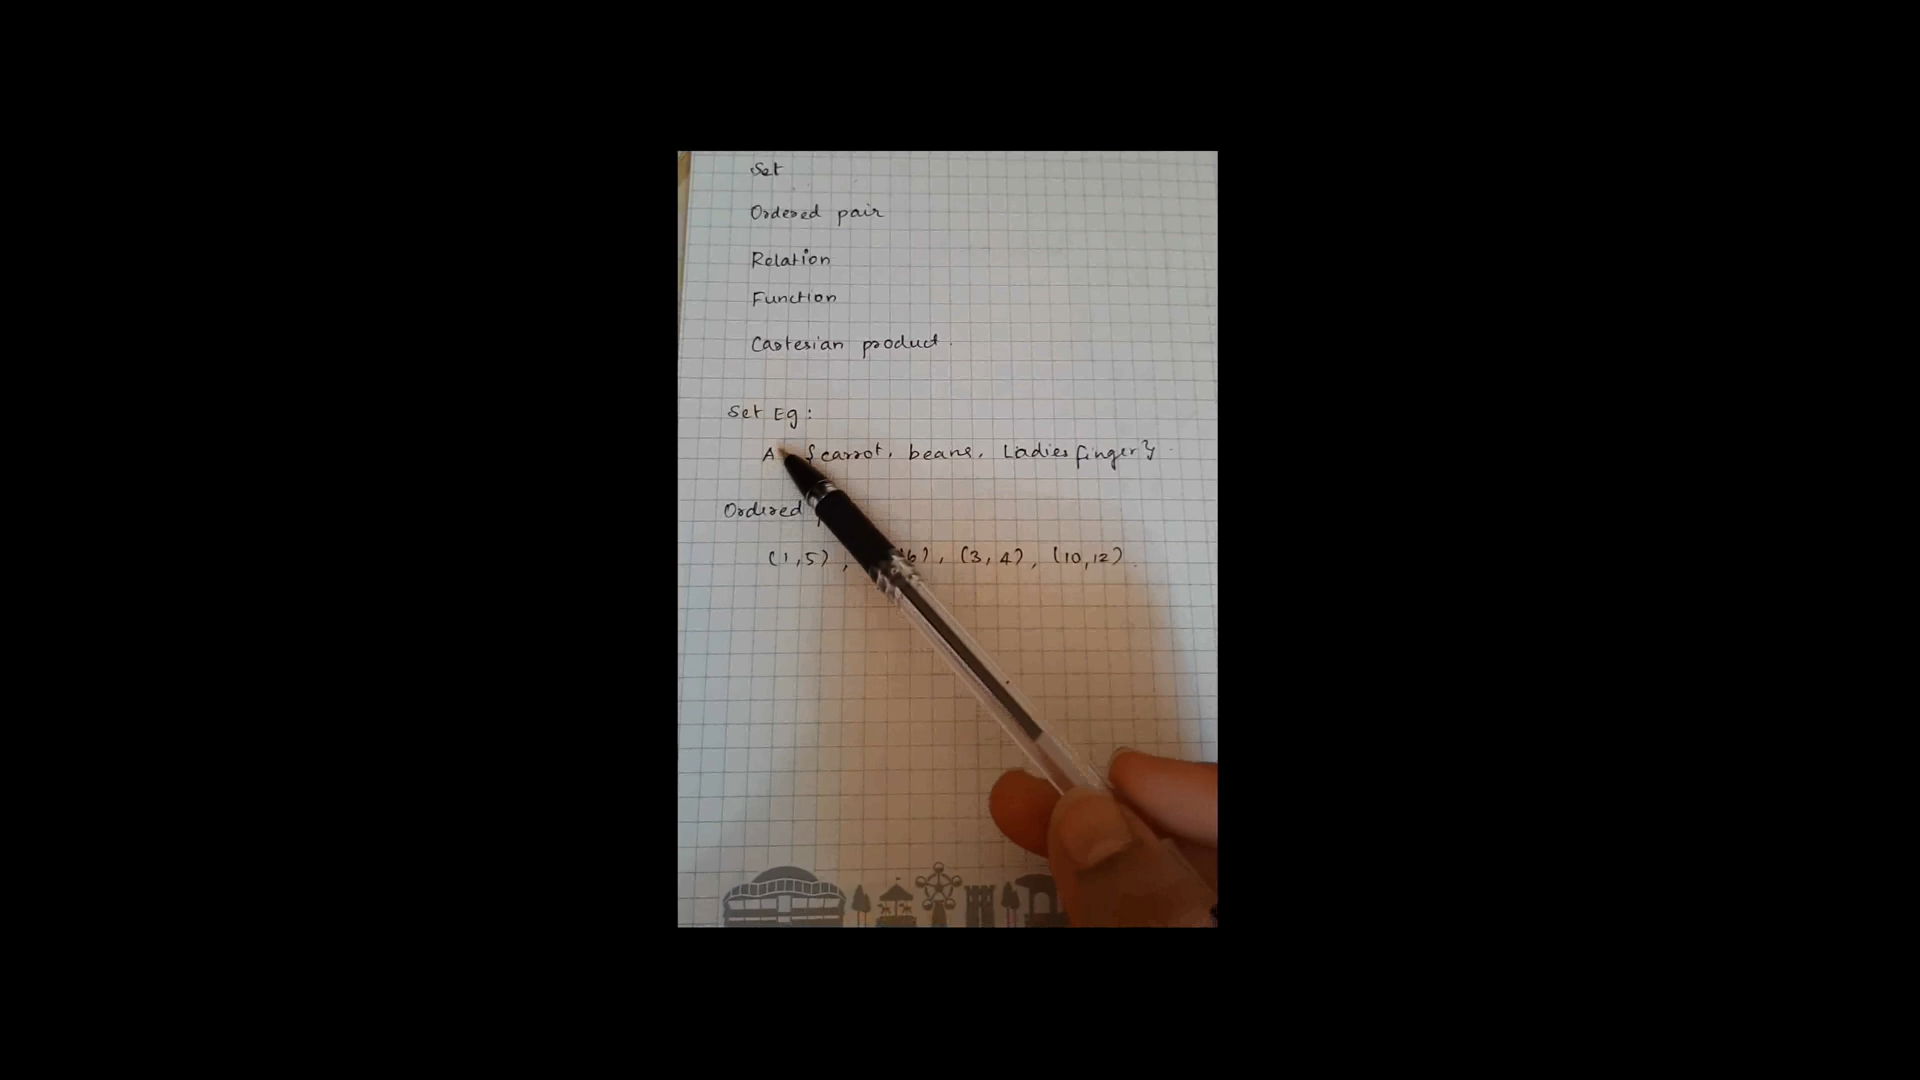 Set
Ordered pair
Relation
Function
Cartesian product.
Set Eg:
A {carrot, beans, Ladies finger}
Ordered
(1,5), 6), (3,4), (10,12).